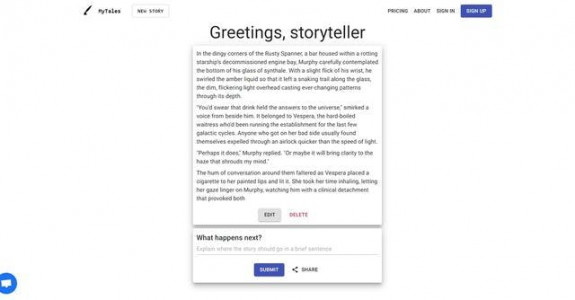 MyTales NEW STORY PRICING ABOUT SIGN IN SIGN UP
Greetings, storyteller
In the dingy corners of the Rusty Spanner, a bar housed within a rotting
starship's decommissioned engine bay, Murphy carefully contemplated
the bottom of his glass of synthale. With a slight flick of his wrist, he
swirled the amber liquid so that it left a snaking trail along the glass,
the dim, flickering light overhead casting ever-changing patterns
through its depth.
"You'd swear that drink held the answers to the universe," smirked a
voice from beside him. It belonged to Vespera, the hard-boiled
waitress who'd been running the establishment for the last few
galactic cycles. Anyone who got on her bad side usually found
themselves expelled through an airlock quicker than the speed of light.
"Perhaps it does," Murphy replied. "Or maybe it will bring clarity to the
haze that shrouds my mind."
The hum of conversation around them faltered as Vespera placed a
cigarette to her painted lips and lit it. She took her time inhaling, letting
her gaze linger on Murphy, watching him with a clinical detachment
that provoked both
EDIT DELETE
What happens next?
Explain where the story should go in a brief sentence
SUBMIT SHARE